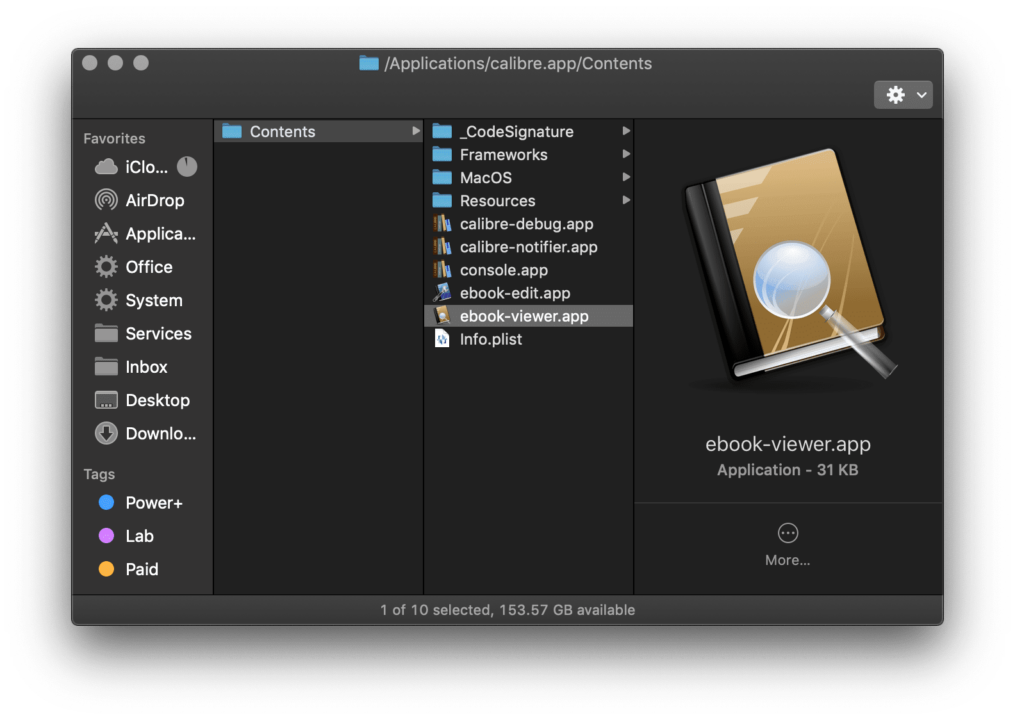 /Applications/calibre.app/Contents
Favorites
iClo...
AirDrop
Applica...
Office
System
Services
Inbox
Desktop
Downlo...
Tags
Power+
Lab
Paid
Contents
_CodeSignature
Frameworks
MacOS
Resources
calibre-debug.app
calibre-notifier.app
console.app
ebook-edit.app
ebook-viewer.app
Info.plist
ebook-viewer.app
Application - 31 KB
More...
1 of 10 selected, 153.57 GB available